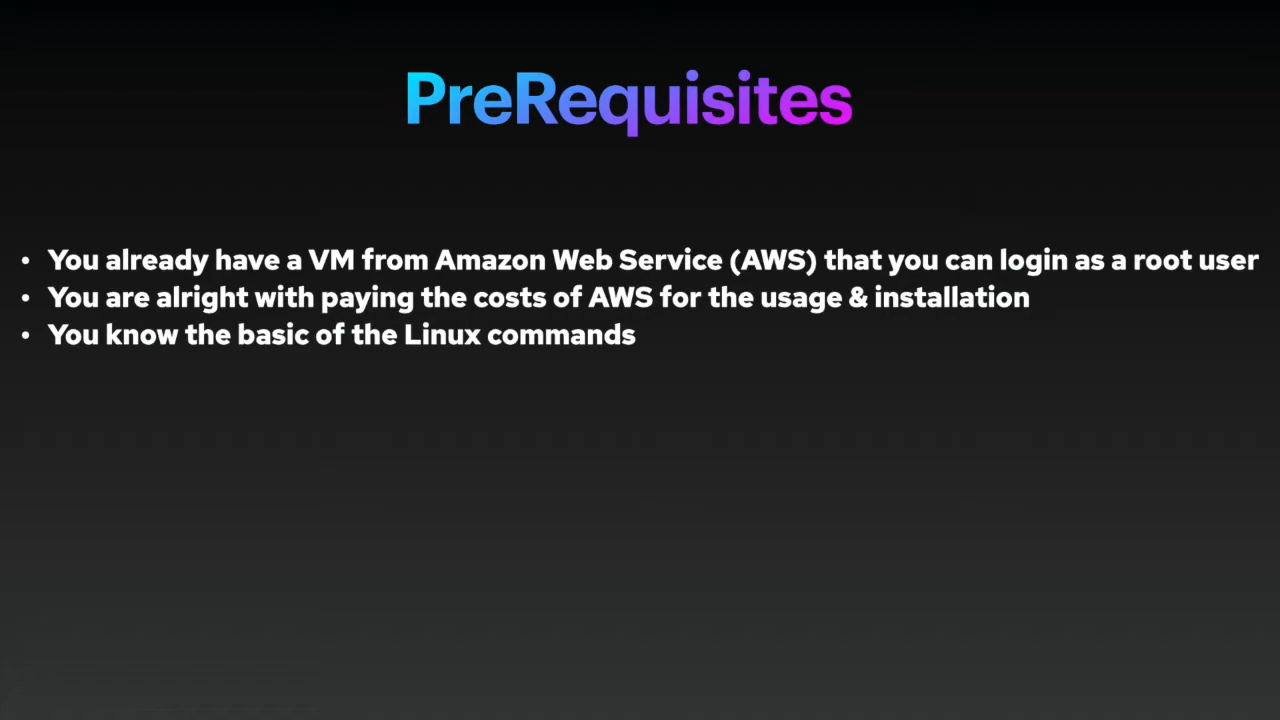 PreRequisites
• You already have a VM from Amazon Web Service (AWS) that you can login as a root user
• You are alright with paying the costs of AWS for the usage & installation
• You know the basic of the Linux commands